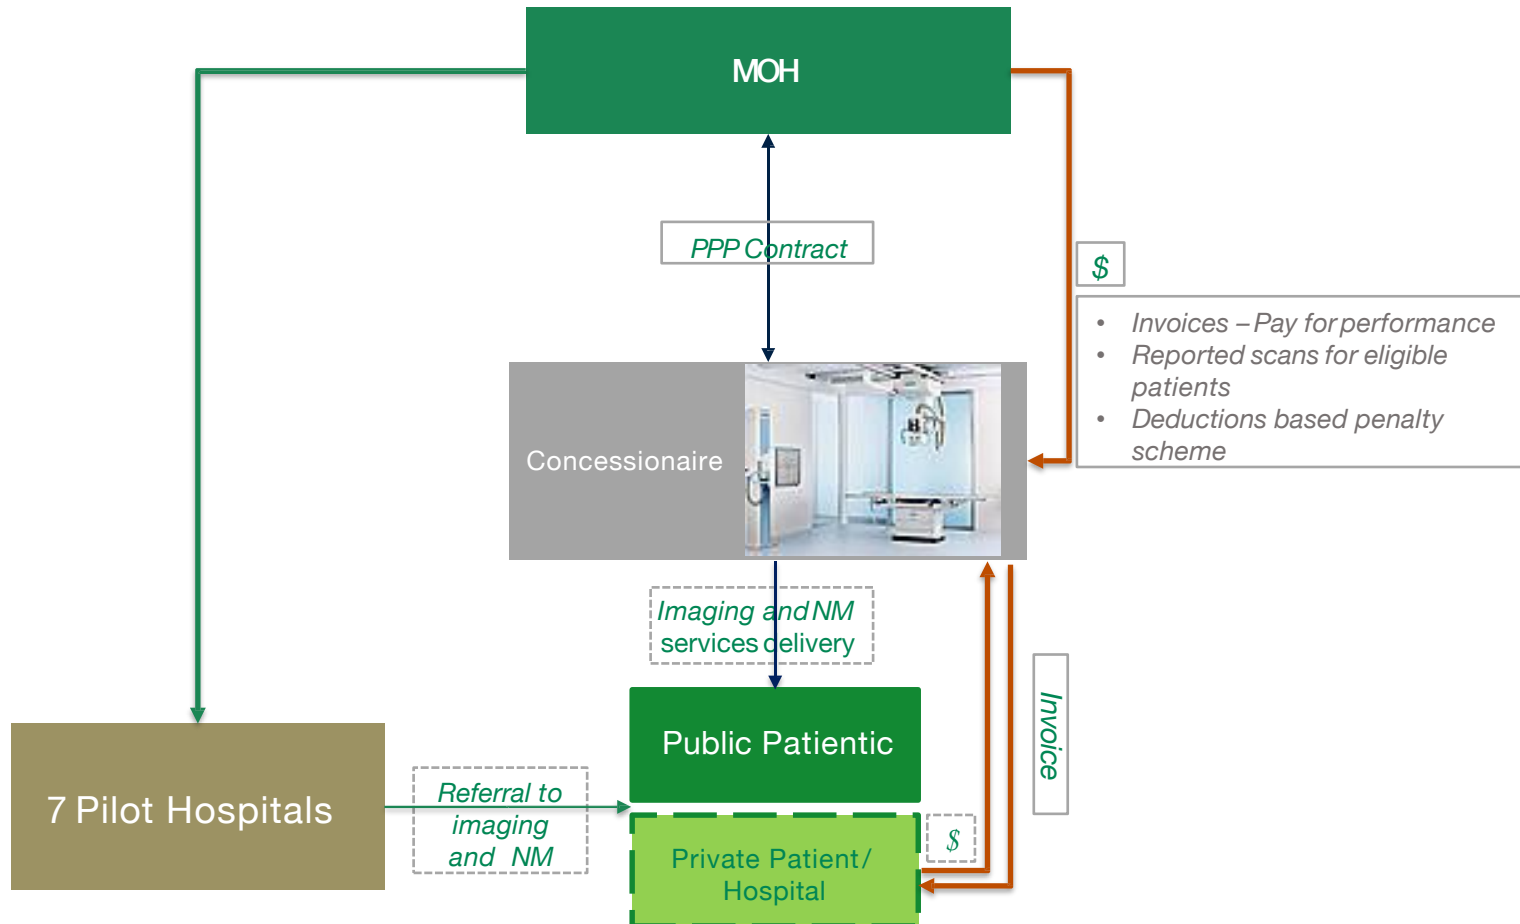 MOH
PPP Contract
$
• Invoices – Pay for performance
• Reported scans for eligible
patients
• Deductions based penalty
scheme
Concessionaire
Imaging and NM
services delivery
Invoice
Public Patientic
7 Pilot Hospitals
Referral to
imaging
and NM
$
Private Patient/
Hospital